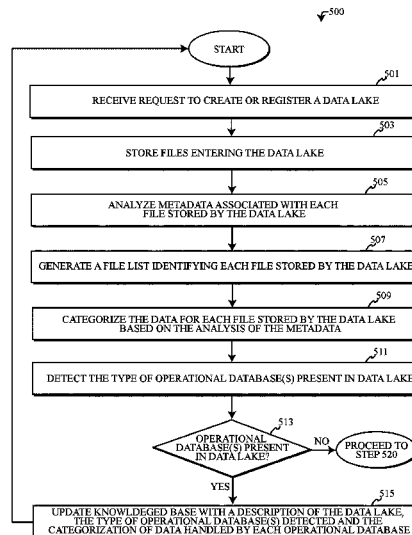 500
START
501
RECEIVE REQUEST TO CREATE OR REGISTER A DATA LAKE
503
STORE FILES ENTERING THE DATA LAKE
505
ANALYZE METADATA ASSOCIATED WITH EACH
FILE STORED BY THE DATA LAKE
507
GENERATE A FILE LIST IDENTIFYING EACH FILE STORED BY THE DATA LAKE
509
CATEGORIZE THE DATA FOR EACH FILE STORED BY THE DATA LAKE
BASED ON THE ANALYSIS OF THE METADATA
511
DETECT THE TYPE OF OPERATIONAL DATABASE(S) PRESENT IN DATA LAKE
513
OPERATIONAL
DATABASE(S) PRESENT
IN DATA LAKE?
NO
PROCEED TO
STEP 520
YES
515
UPDATE KNOWLDEGED BASE WITH A DESCRIPTION OF THE DATA LAKE,
THE TYPE OF OPERATIONAL DATABASE(S) DETECTED AND THE
CATEGORIZATION OF DATA HANDLED BY EACH OPERATIONAL DATABASE